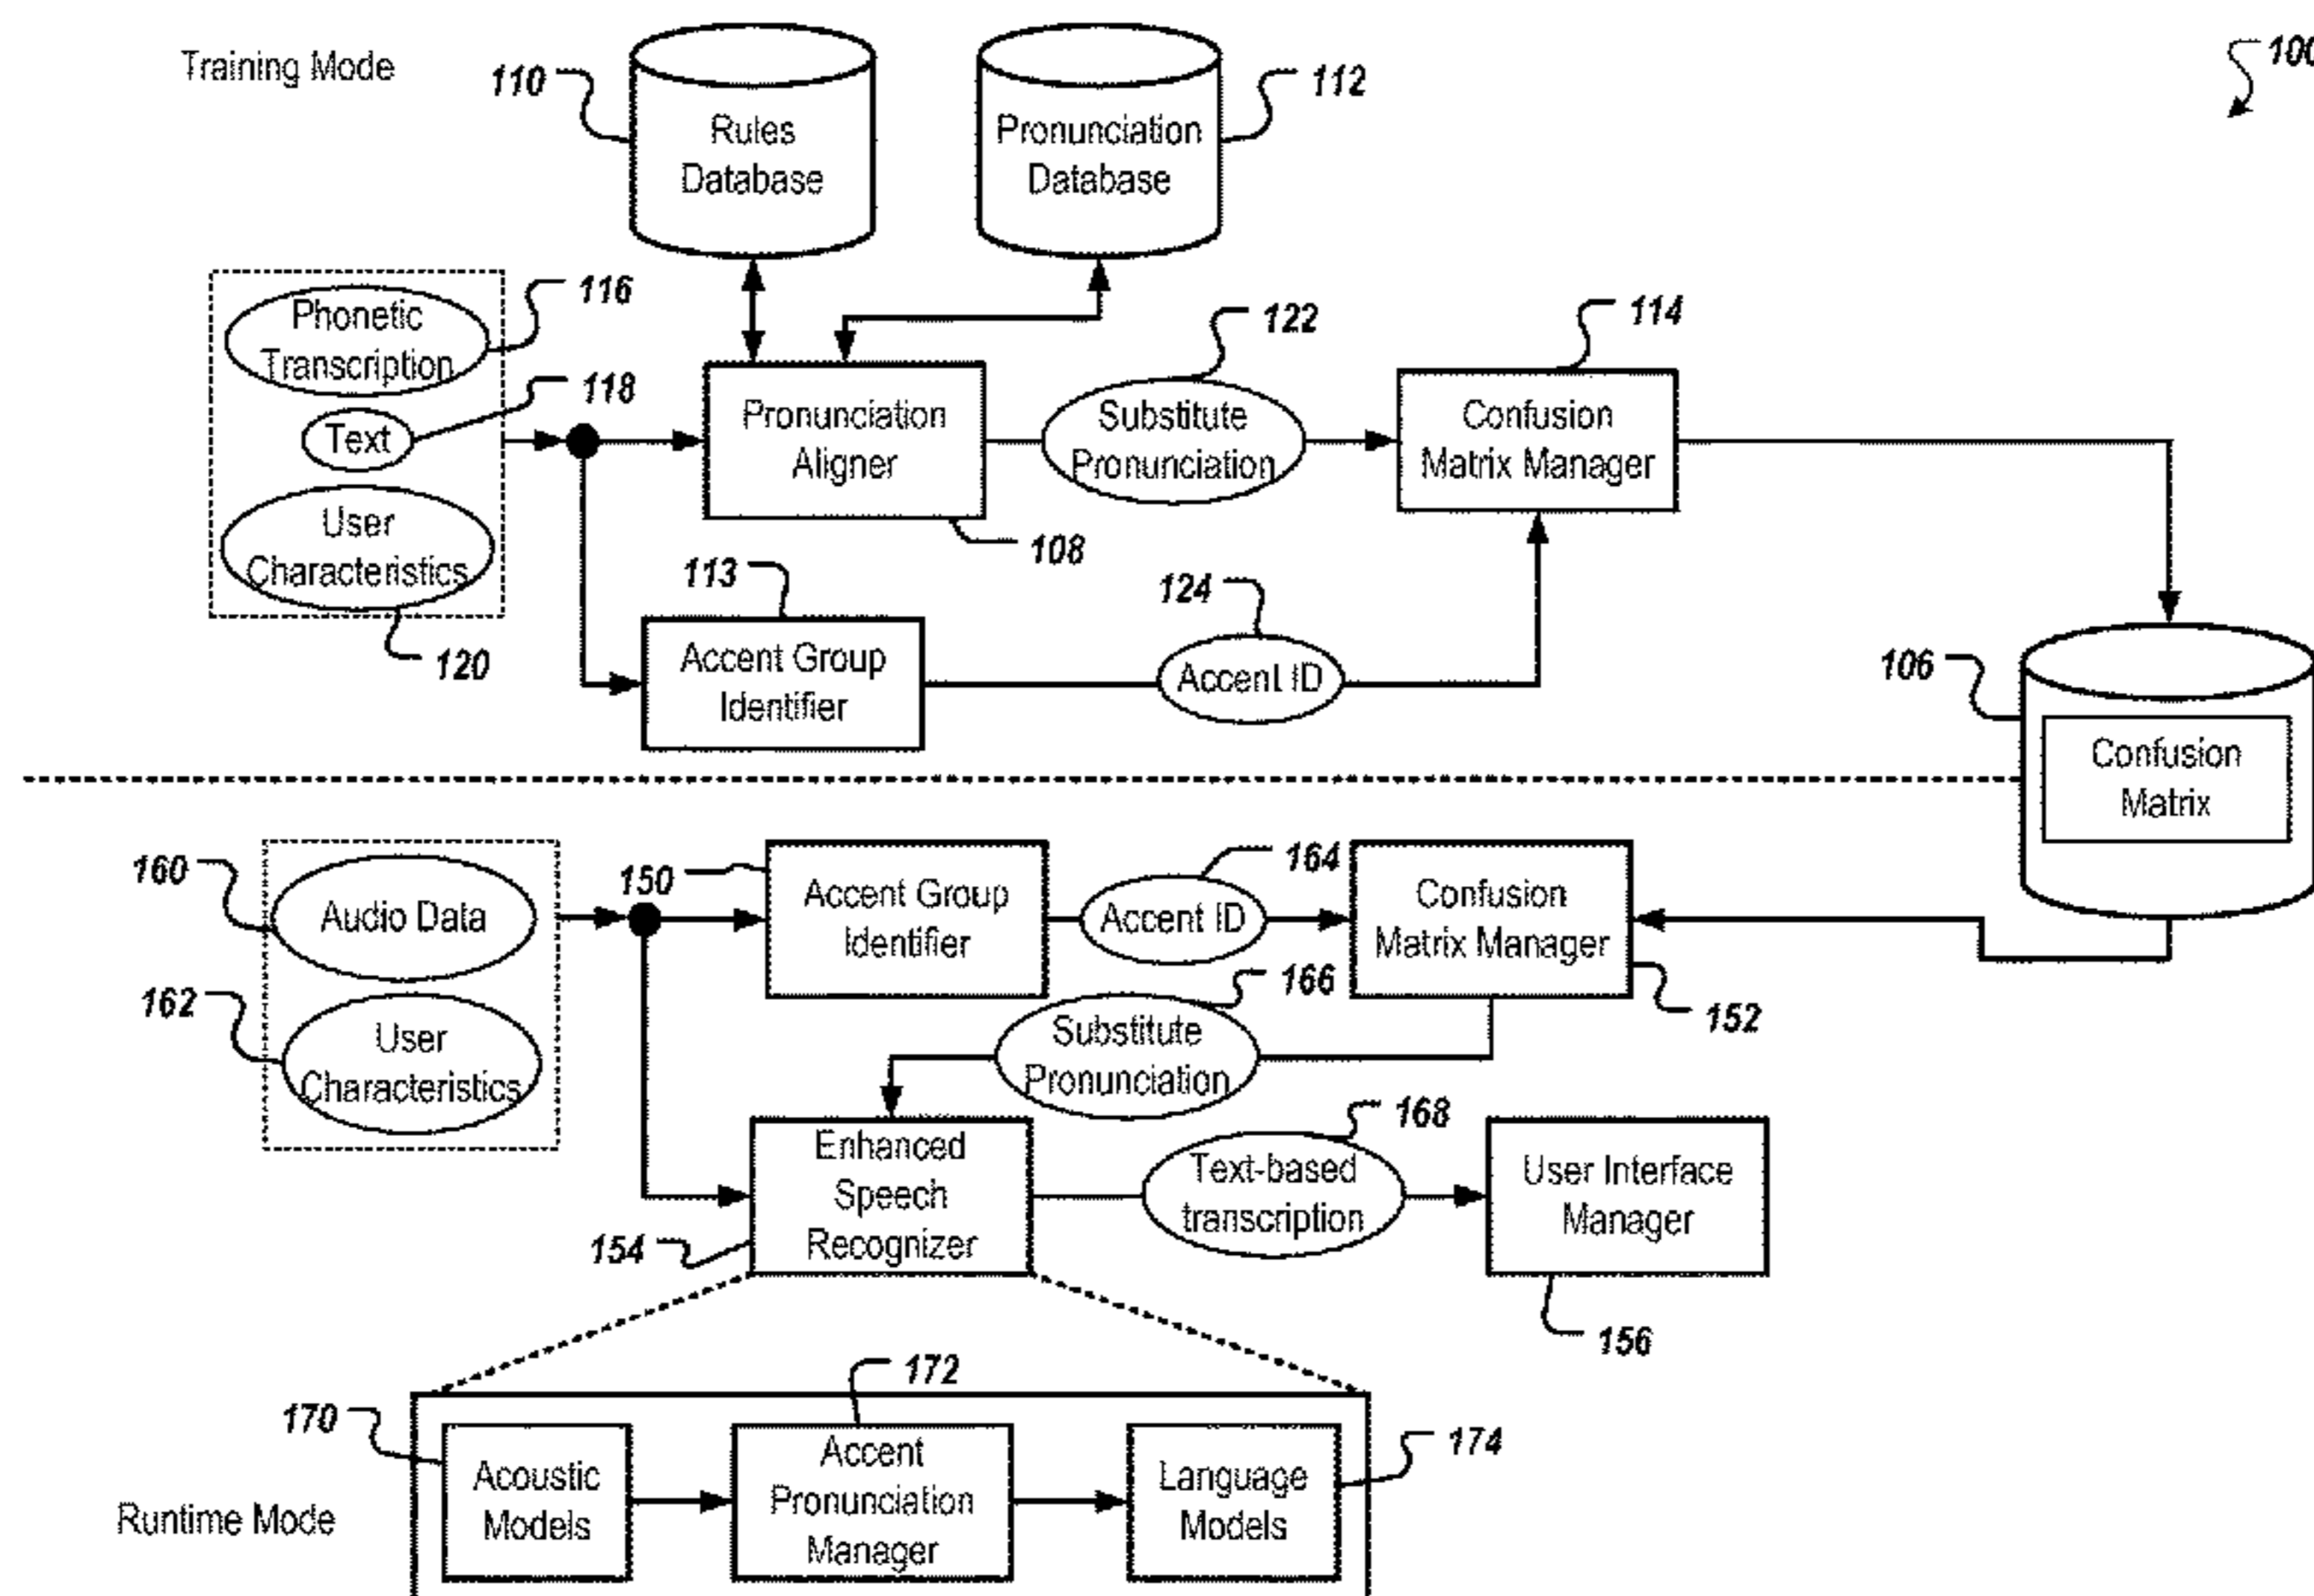 Training Mode
100
110
112
Rules
Database
Pronunciation
Database
116
Phonetic
Transcription
118
Text
User
Characteristics
120
Pronunciation
Aligner
108
122
Substitute
Pronunciation
114
Confusion
Matrix Manager
113
Accent Group
Identifier
124
Accent ID
106
Confusion
Matrix
160
Audio Data
162
User
Characteristics
150
Accent Group
Identifier
164
Accent ID
Confusion
Matrix Manager
152
166
Substitute
Pronunciation
Enhanced
Speech
Recognizer
154
168
Text-based
transcription
User Interface
Manager
156
170
Acoustic
Models
172
Accent
Pronunciation
Manager
174
Language
Models
Runtime Mode